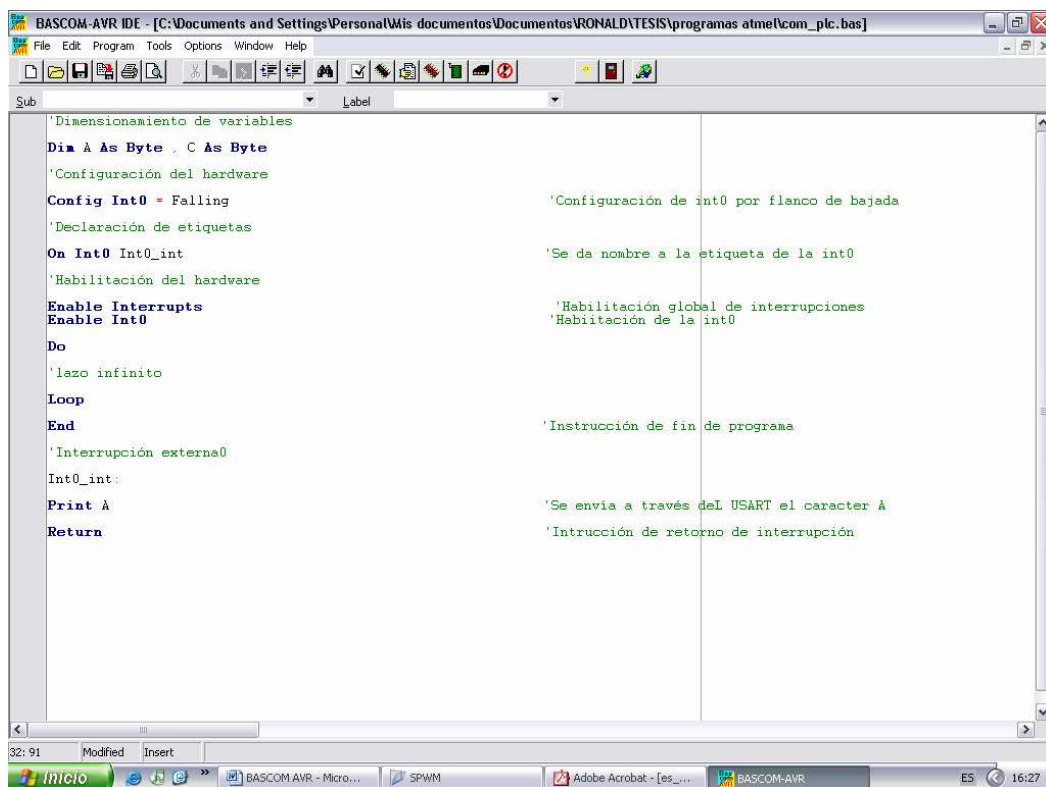 BASCOM-AVR IDE - [C:\Documents and Settings\Personal\Mis documentos\Documentos\RONALD\TESIS\programas atmel\com_plc.bas]
File Edit Program Tools Options Window Help
Sub Label
'Dimensionamiento de variables
Dim A As Byte , C As Byte
'Configuración del hardware
Config Int0 = Falling 'Configuración de int0 por flanco de bajada
'Declaración de etiquetas
On Int0 Int0_int 'Se da nombre a la etiqueta de la int0
'Habilitación del hardware
Enable Interrupts 'Habilitación global de interrupciones
Enable Int0 'Habiitación de la int0
Do
'lazo infinito
Loop
End 'Instrucción de fin de programa
'Interrupción externa0
Int0_int:
Print A 'Se envía a través deL USART el caracter A
Return 'Intrucción de retorno de interrupción
32: 91 Modified Insert
Inicio » BASCOM AVR - Micro... SPWM Adobe Acrobat - [es_... BASCOM-AVR ES 16:27